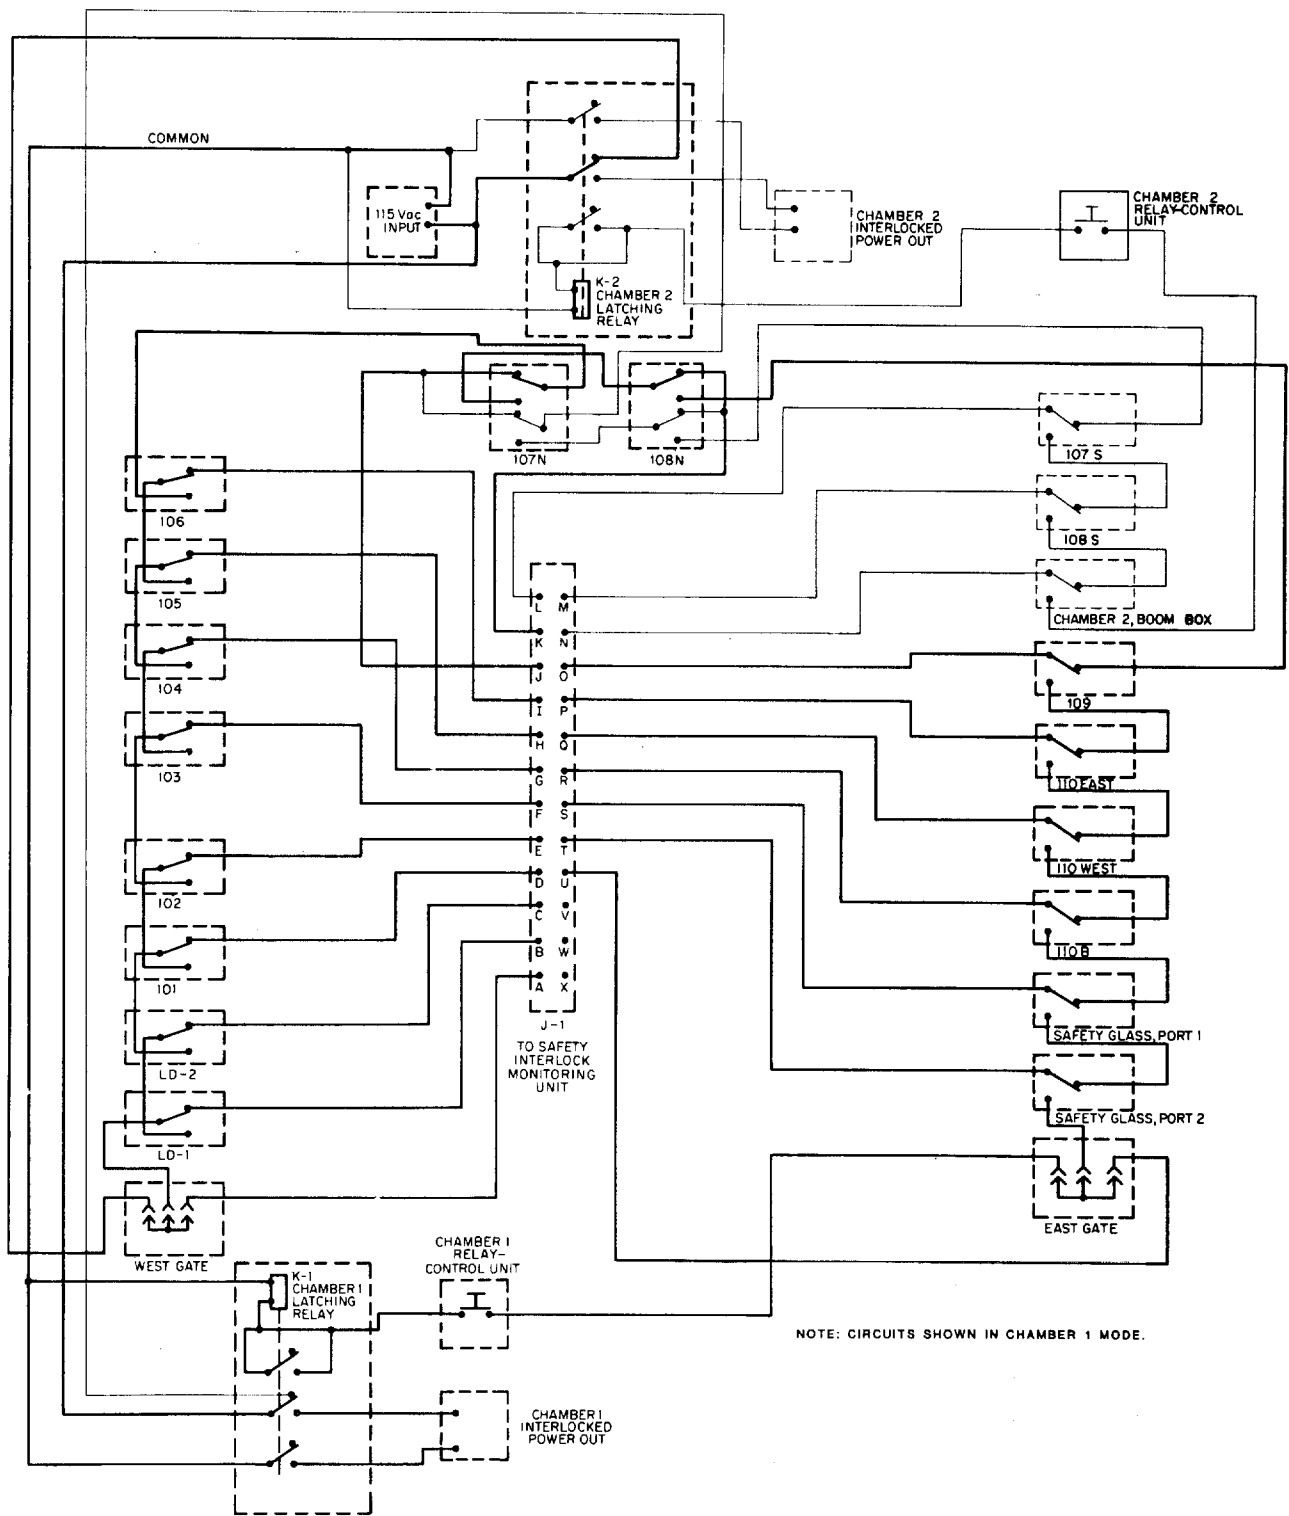 COMMON
115 Vac
INPUT
K-2
CHAMBER 2
LATCHING
RELAY
CHAMBER 2
INTERLOCKED
POWER OUT
CHAMBER 2
RELAY-CONTROL
UNIT
107N
108N
107 S
108 S
CHAMBER 2, BOOM BOX
106
105
104
103
102
101
LD-2
LD-1
WEST GATE
L M
K N
J O
I P
H Q
G R
F S
E T
D U
C V
B W
A X
J-1
TO SAFETY
INTERLOCK
MONITORING
UNIT
109
110 EAST
110 WEST
110 B
SAFETY GLASS, PORT 1
SAFETY GLASS, PORT 2
EAST GATE
CHAMBER 1
RELAY-
CONTROL UNIT
K-1
CHAMBER 1
LATCHING
RELAY
NOTE: CIRCUITS SHOWN IN CHAMBER 1 MODE.
CHAMBER 1
INTERLOCKED
POWER OUT